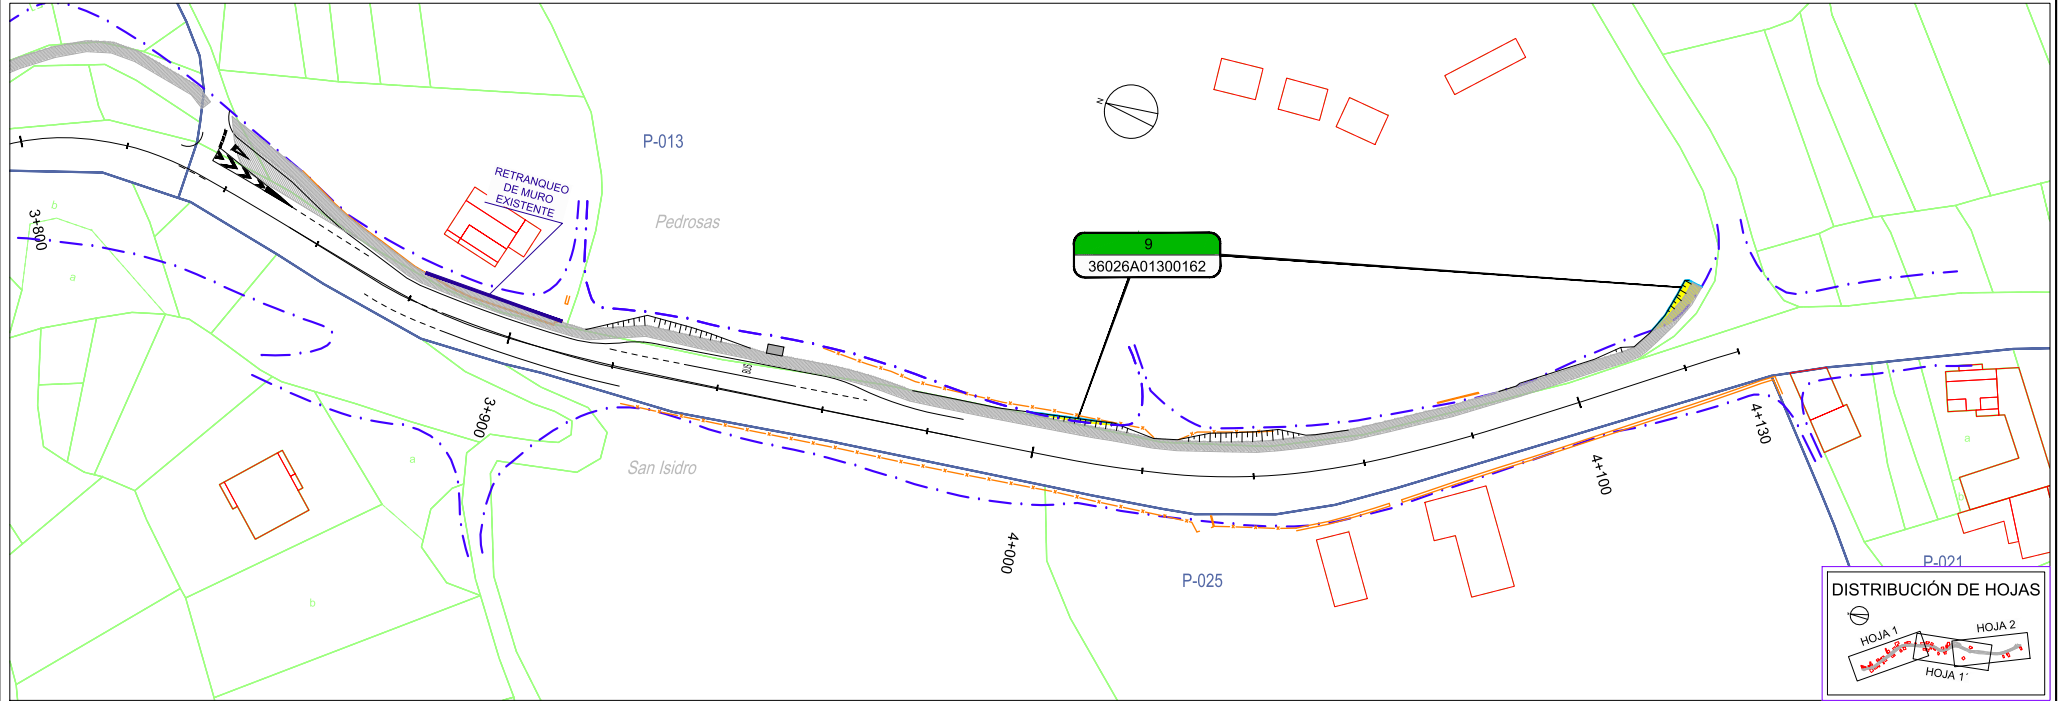 P-013
N
RETRANQUEO
DE MURO
EXISTENTE
Pedrosas
b
3+800
a
9
36026A01300162
BUS
3+900
a
San Isidro
4+000
4+100
4+130
a
b
P-025
P-021
DISTRIBUCIÓN DE HOJAS
HOJA 1
HOJA 2
HOJA 1´